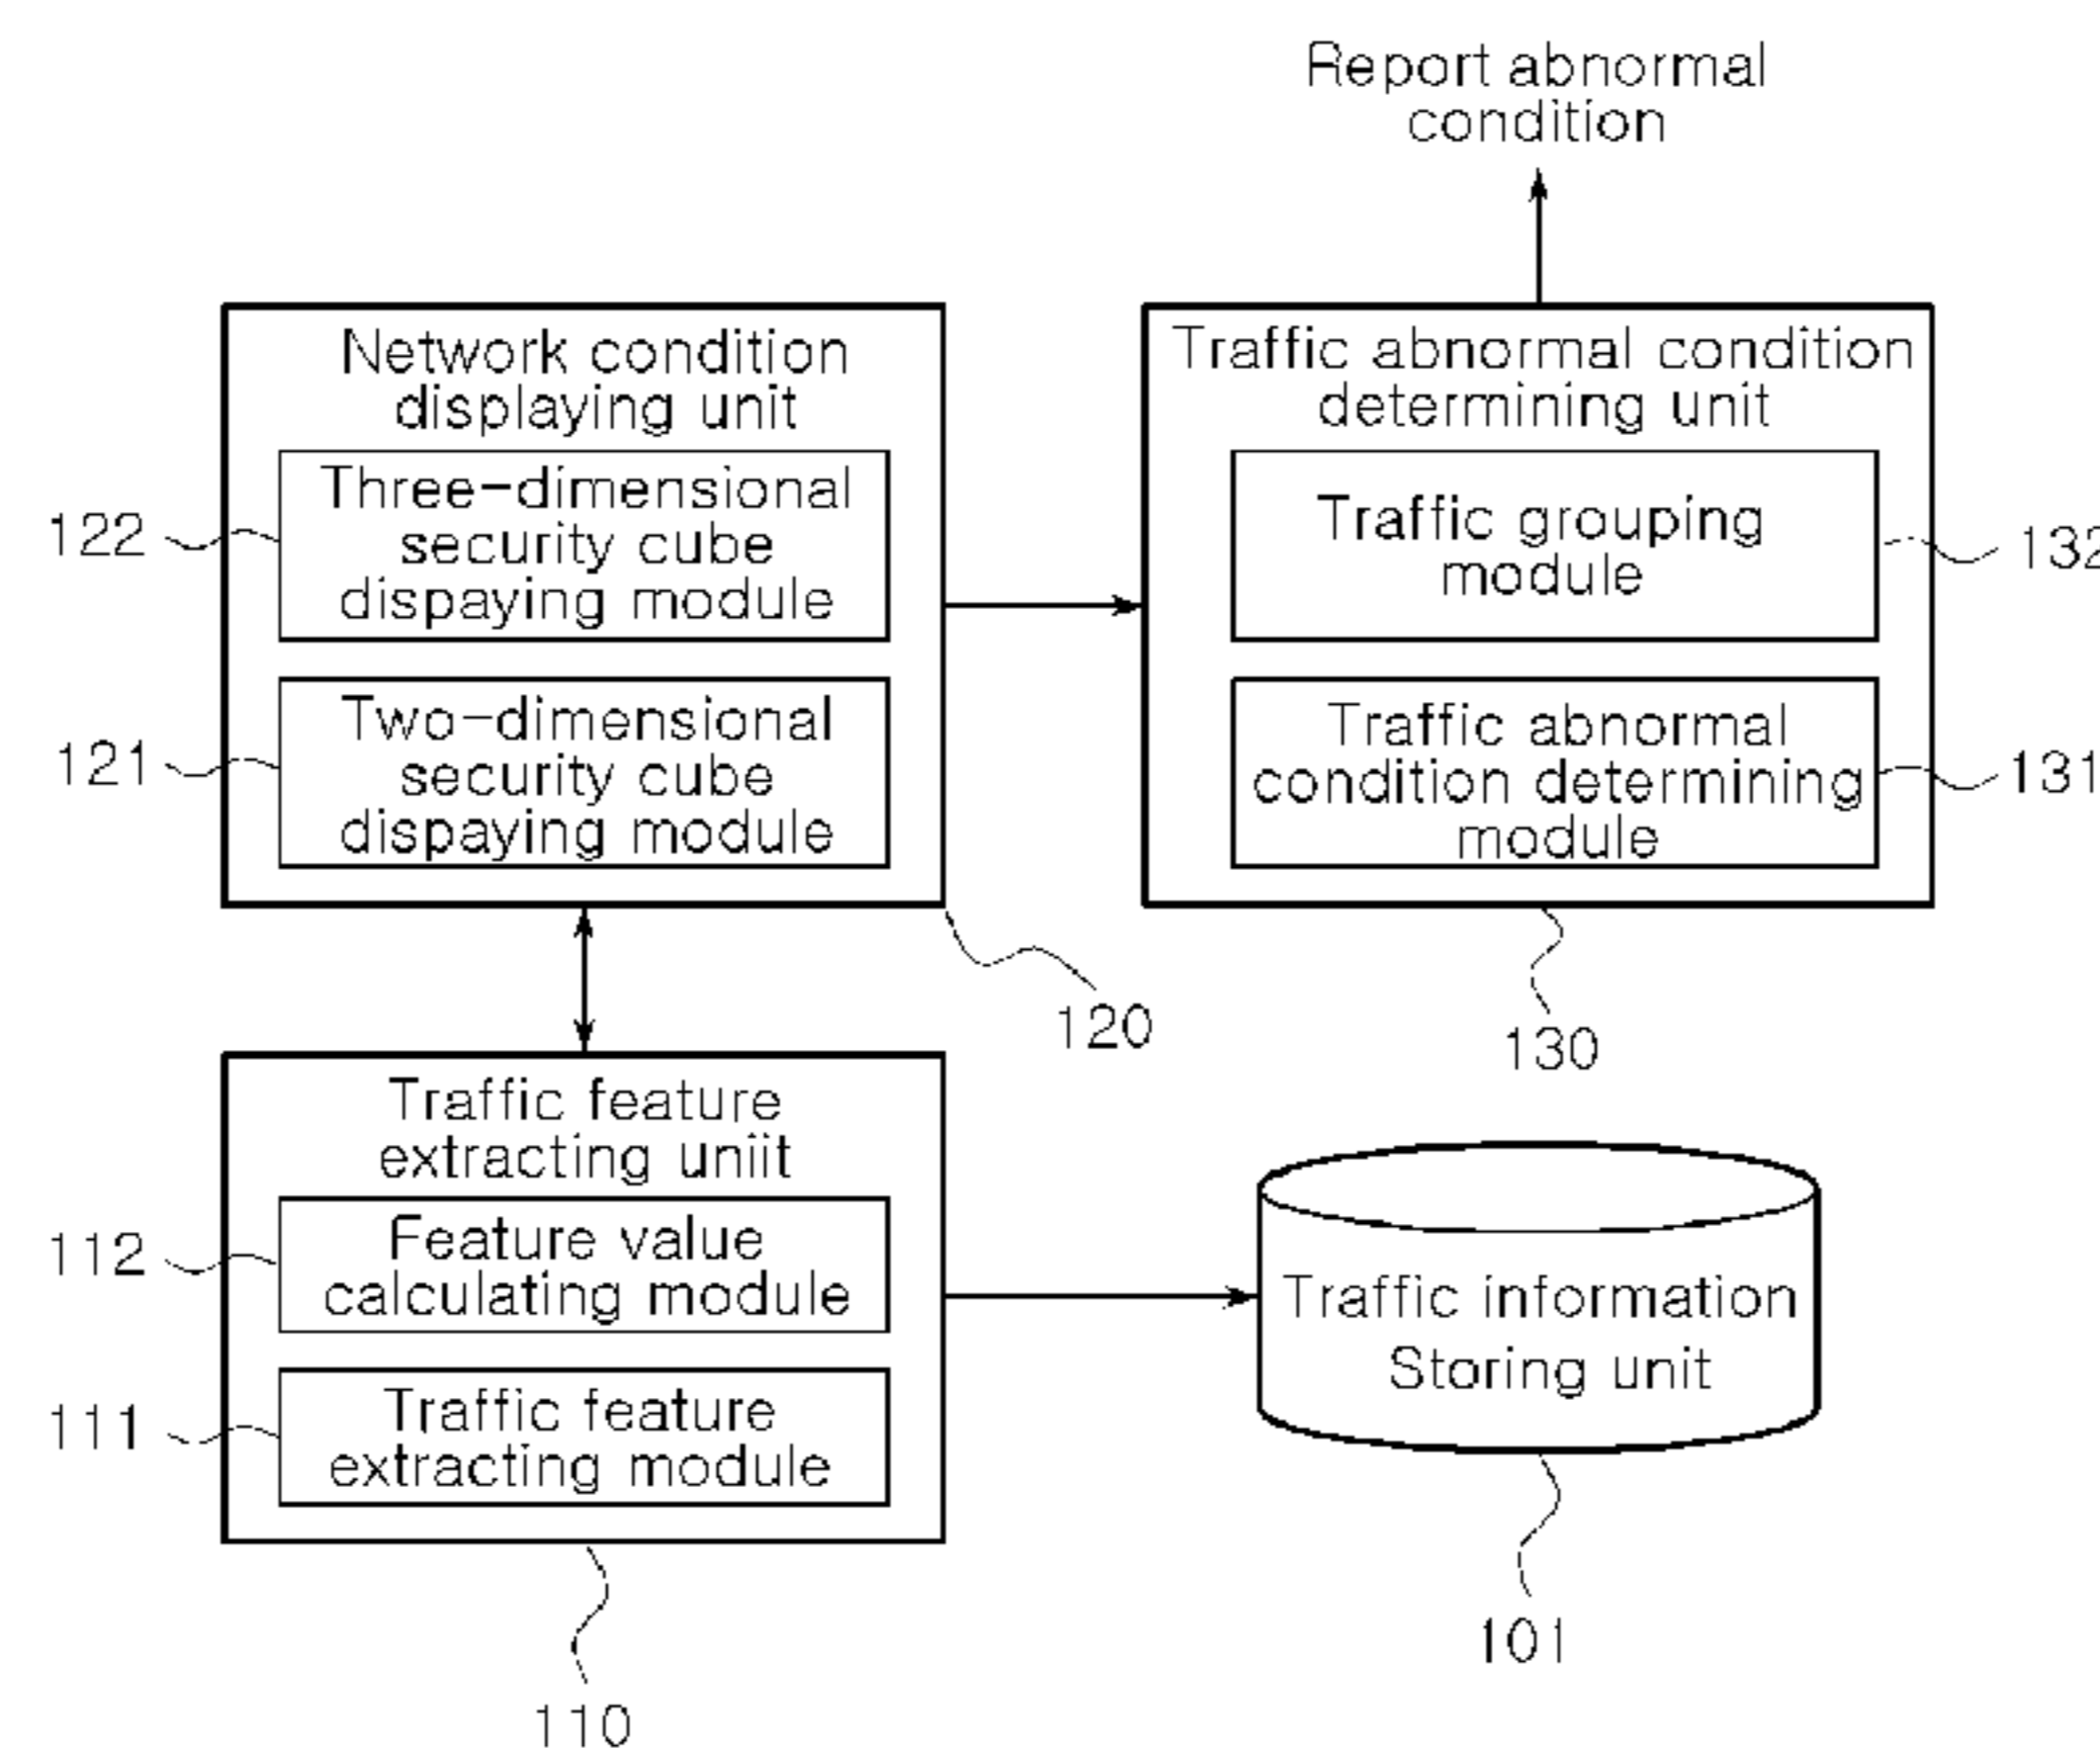 Report abnormal
condition
Network condition
displaying unit
Three-dimensional
security cube
dispaying module
122
Two-dimensional
security cube
dispaying module
121
120
Traffic abnormal condition
determining unit
Traffic grouping
module
132
Traffic abnormal
condition determining
module
131
130
Traffic feature
extracting uniit
Feature value
calculating module
112
Traffic feature
extracting module
111
110
Traffic information
Storing unit
101